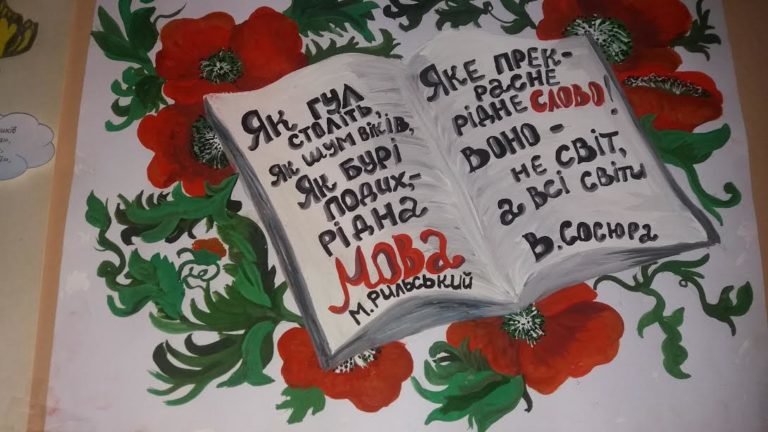 Як гул
століть,
як шум віків,
Як бурі
подих,-
рідна
Мова
М. Рильський
Яке прек-
расне
рідне слово!
Воно -
не світ,
а всі світи
В. Сосюра